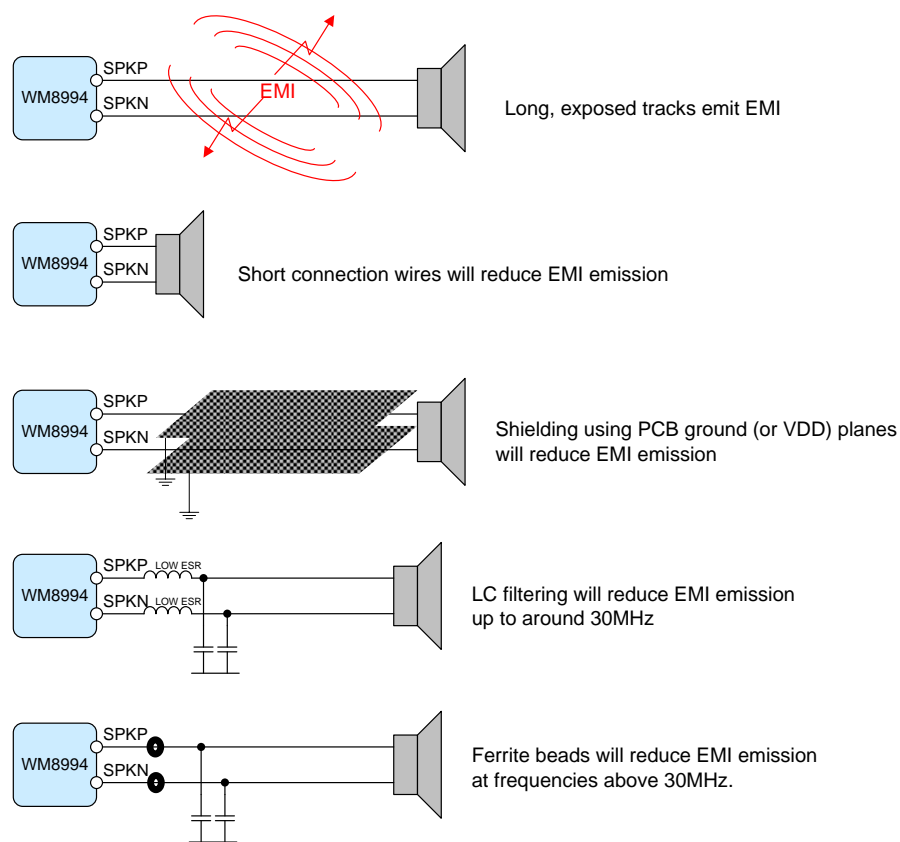 SPKP
WM8994
SPKN
EMI
Long, exposed tracks emit EMI
SPKP
WM8994
SPKN
Short connection wires will reduce EMI emission
SPKP
WM8994
SPKN
Shielding using PCB ground (or VDD) planes
will reduce EMI emission
SPKP LOW ESR
WM8994
SPKN LOW ESR
LC filtering will reduce EMI emission
up to around 30MHz
SPKP
WM8994
SPKN
Ferrite beads will reduce EMI emission
at frequencies above 30MHz.